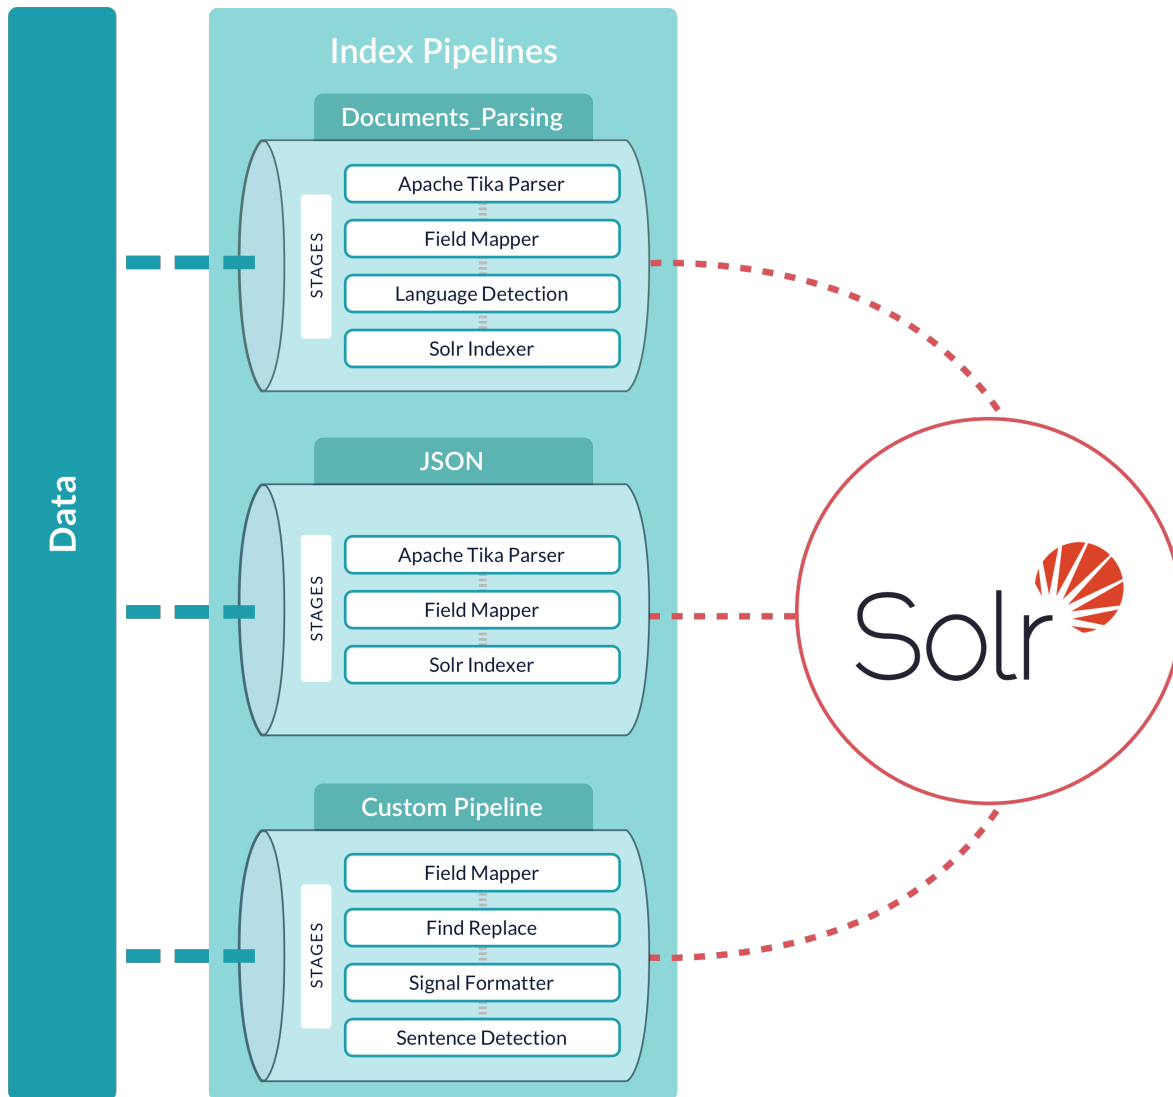 Data
Index Pipelines
Documents_Parsing
STAGES
Apache Tika Parser
Field Mapper
Language Detection
Solr Indexer
JSON
STAGES
Apache Tika Parser
Field Mapper
Solr Indexer
Custom Pipeline
STAGES
Field Mapper
Find Replace
Signal Formatter
Sentence Detection
Solr